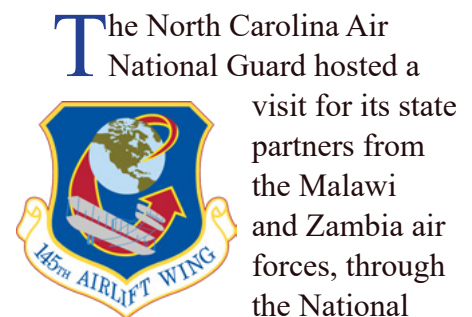 The North Carolina Air
National Guard hosted a
visit for its state
partners from
the Malawi
and Zambia air
forces, through
the National
145TH AIRLIFT WING